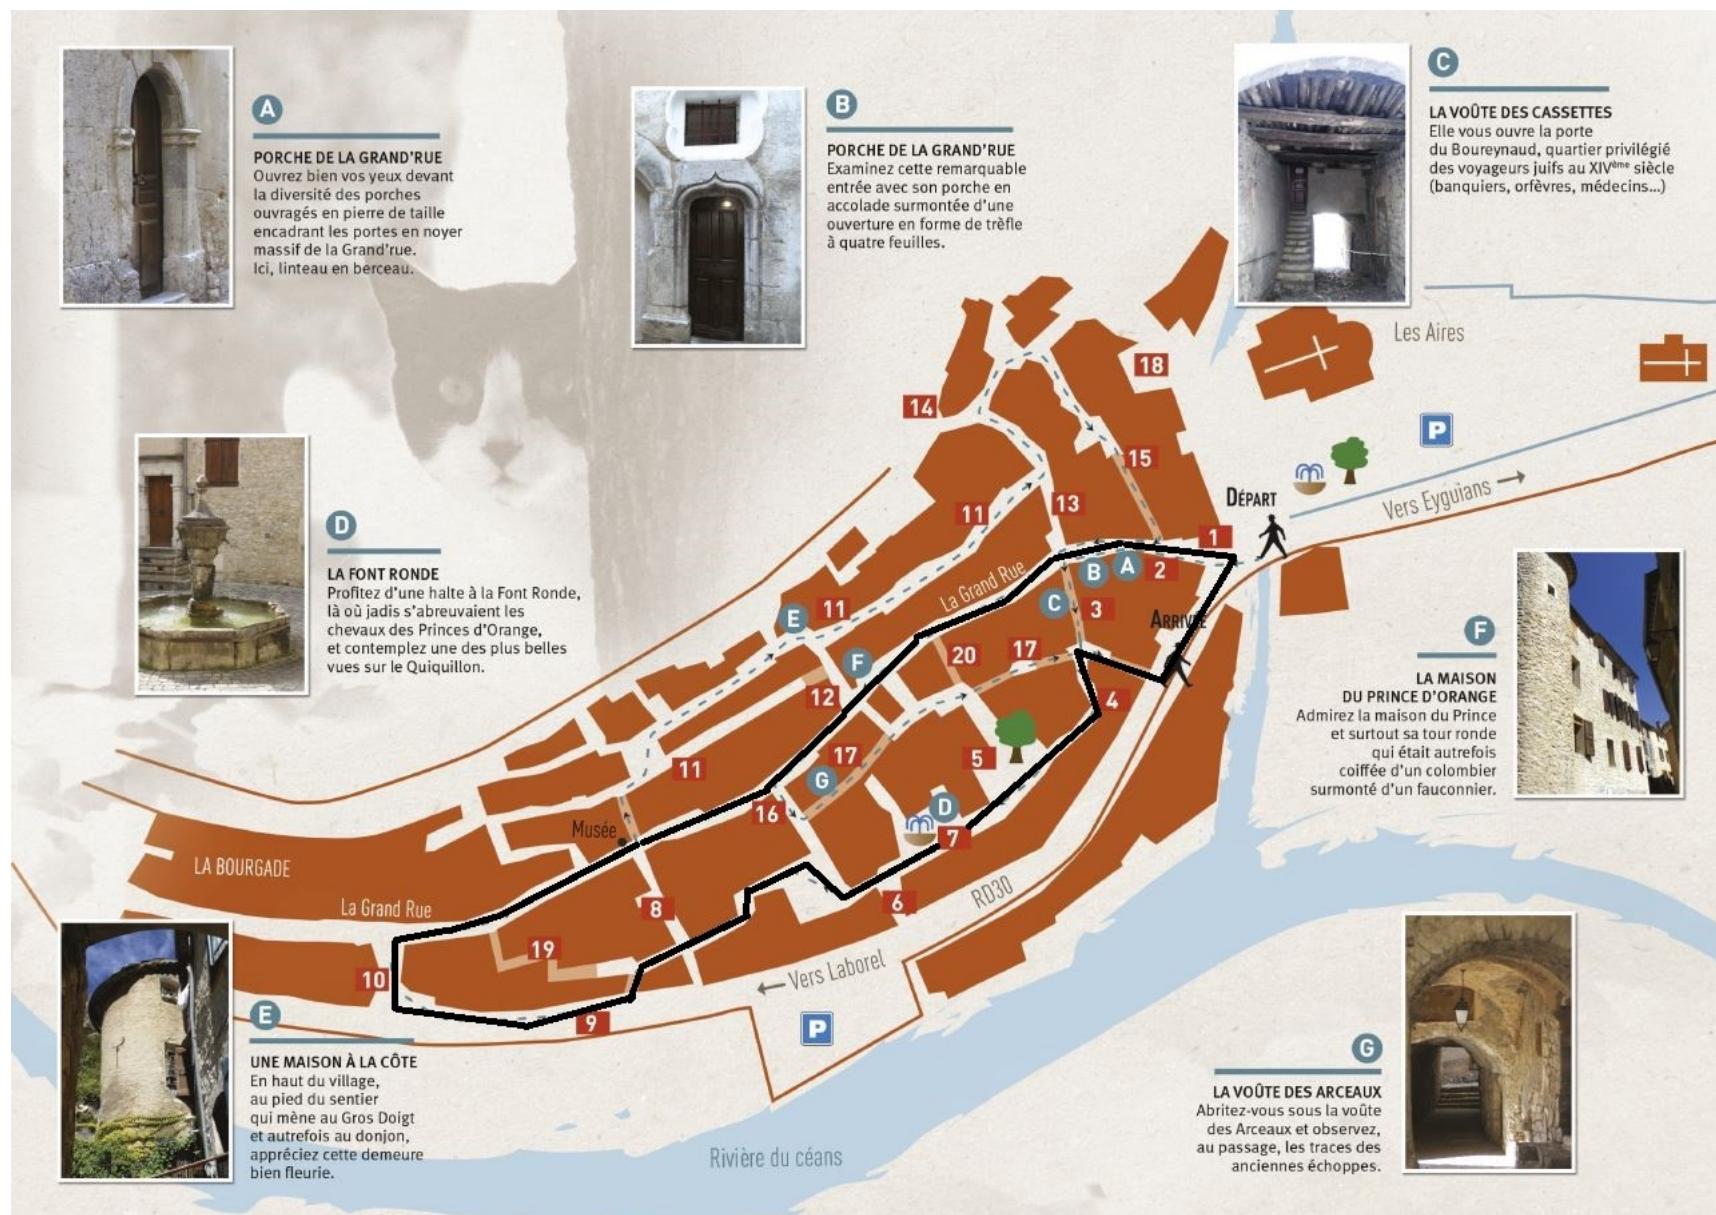 A
PORCHE DE LA GRAND'RUE
Ouvrez bien vos yeux devant
la diversité des porches
ouvragés en pierre de taille
encadrant les portes en noyer
massif de la Grand'rue.
Ici, linteau en berceau.
B
PORCHE DE LA GRAND'RUE
Examinez cette remarquable
entrée avec son porche en
accolade surmontée d'une
ouverture en forme de trèfle
à quatre feuilles.
C
LA VOÛTE DES CASSETTES
Elle vous ouvre la porte
du Boureynaud, quartier privilégié
des voyageurs juifs au XIVème siècle
(banquiers, orfèvres, médecins...)
D
LA FONT RONDE
Profitez d'une halte à la Font Ronde,
là où jadis s'abreuvaient les
chevaux des Princes d'Orange,
et contemplez une des plus belles
vues sur le Quiquillon.
Les Aires
18
14
P
15
Vers Eyguians
DÉPART
11
13
1
B
A
2
La Grand Rue
C
3
E
11
ARRIVÉE
F
20
17
12
4
17
5
11
G
D
16
7
Musée
LA BOURGADE
La Grand Rue
8
6
RD30
19
10
Vers Laborel
9
P
Rivière du céans
F
LA MAISON
DU PRINCE D'ORANGE
Admirez la maison du Prince
et surtout sa tour ronde
qui était autrefois
coiffée d'un colombier
surmonté d'un fauconnier.
E
UNE MAISON À LA CÔTE
En haut du village,
au pied du sentier
qui mène au Gros Doigt
et autrefois au donjon,
appréciez cette demeure
bien fleurie.
G
LA VOÛTE DES ARCEAUX
Abritez-vous sous la voûte
des Arceaux et observez,
au passage, les traces des
anciennes échoppes.